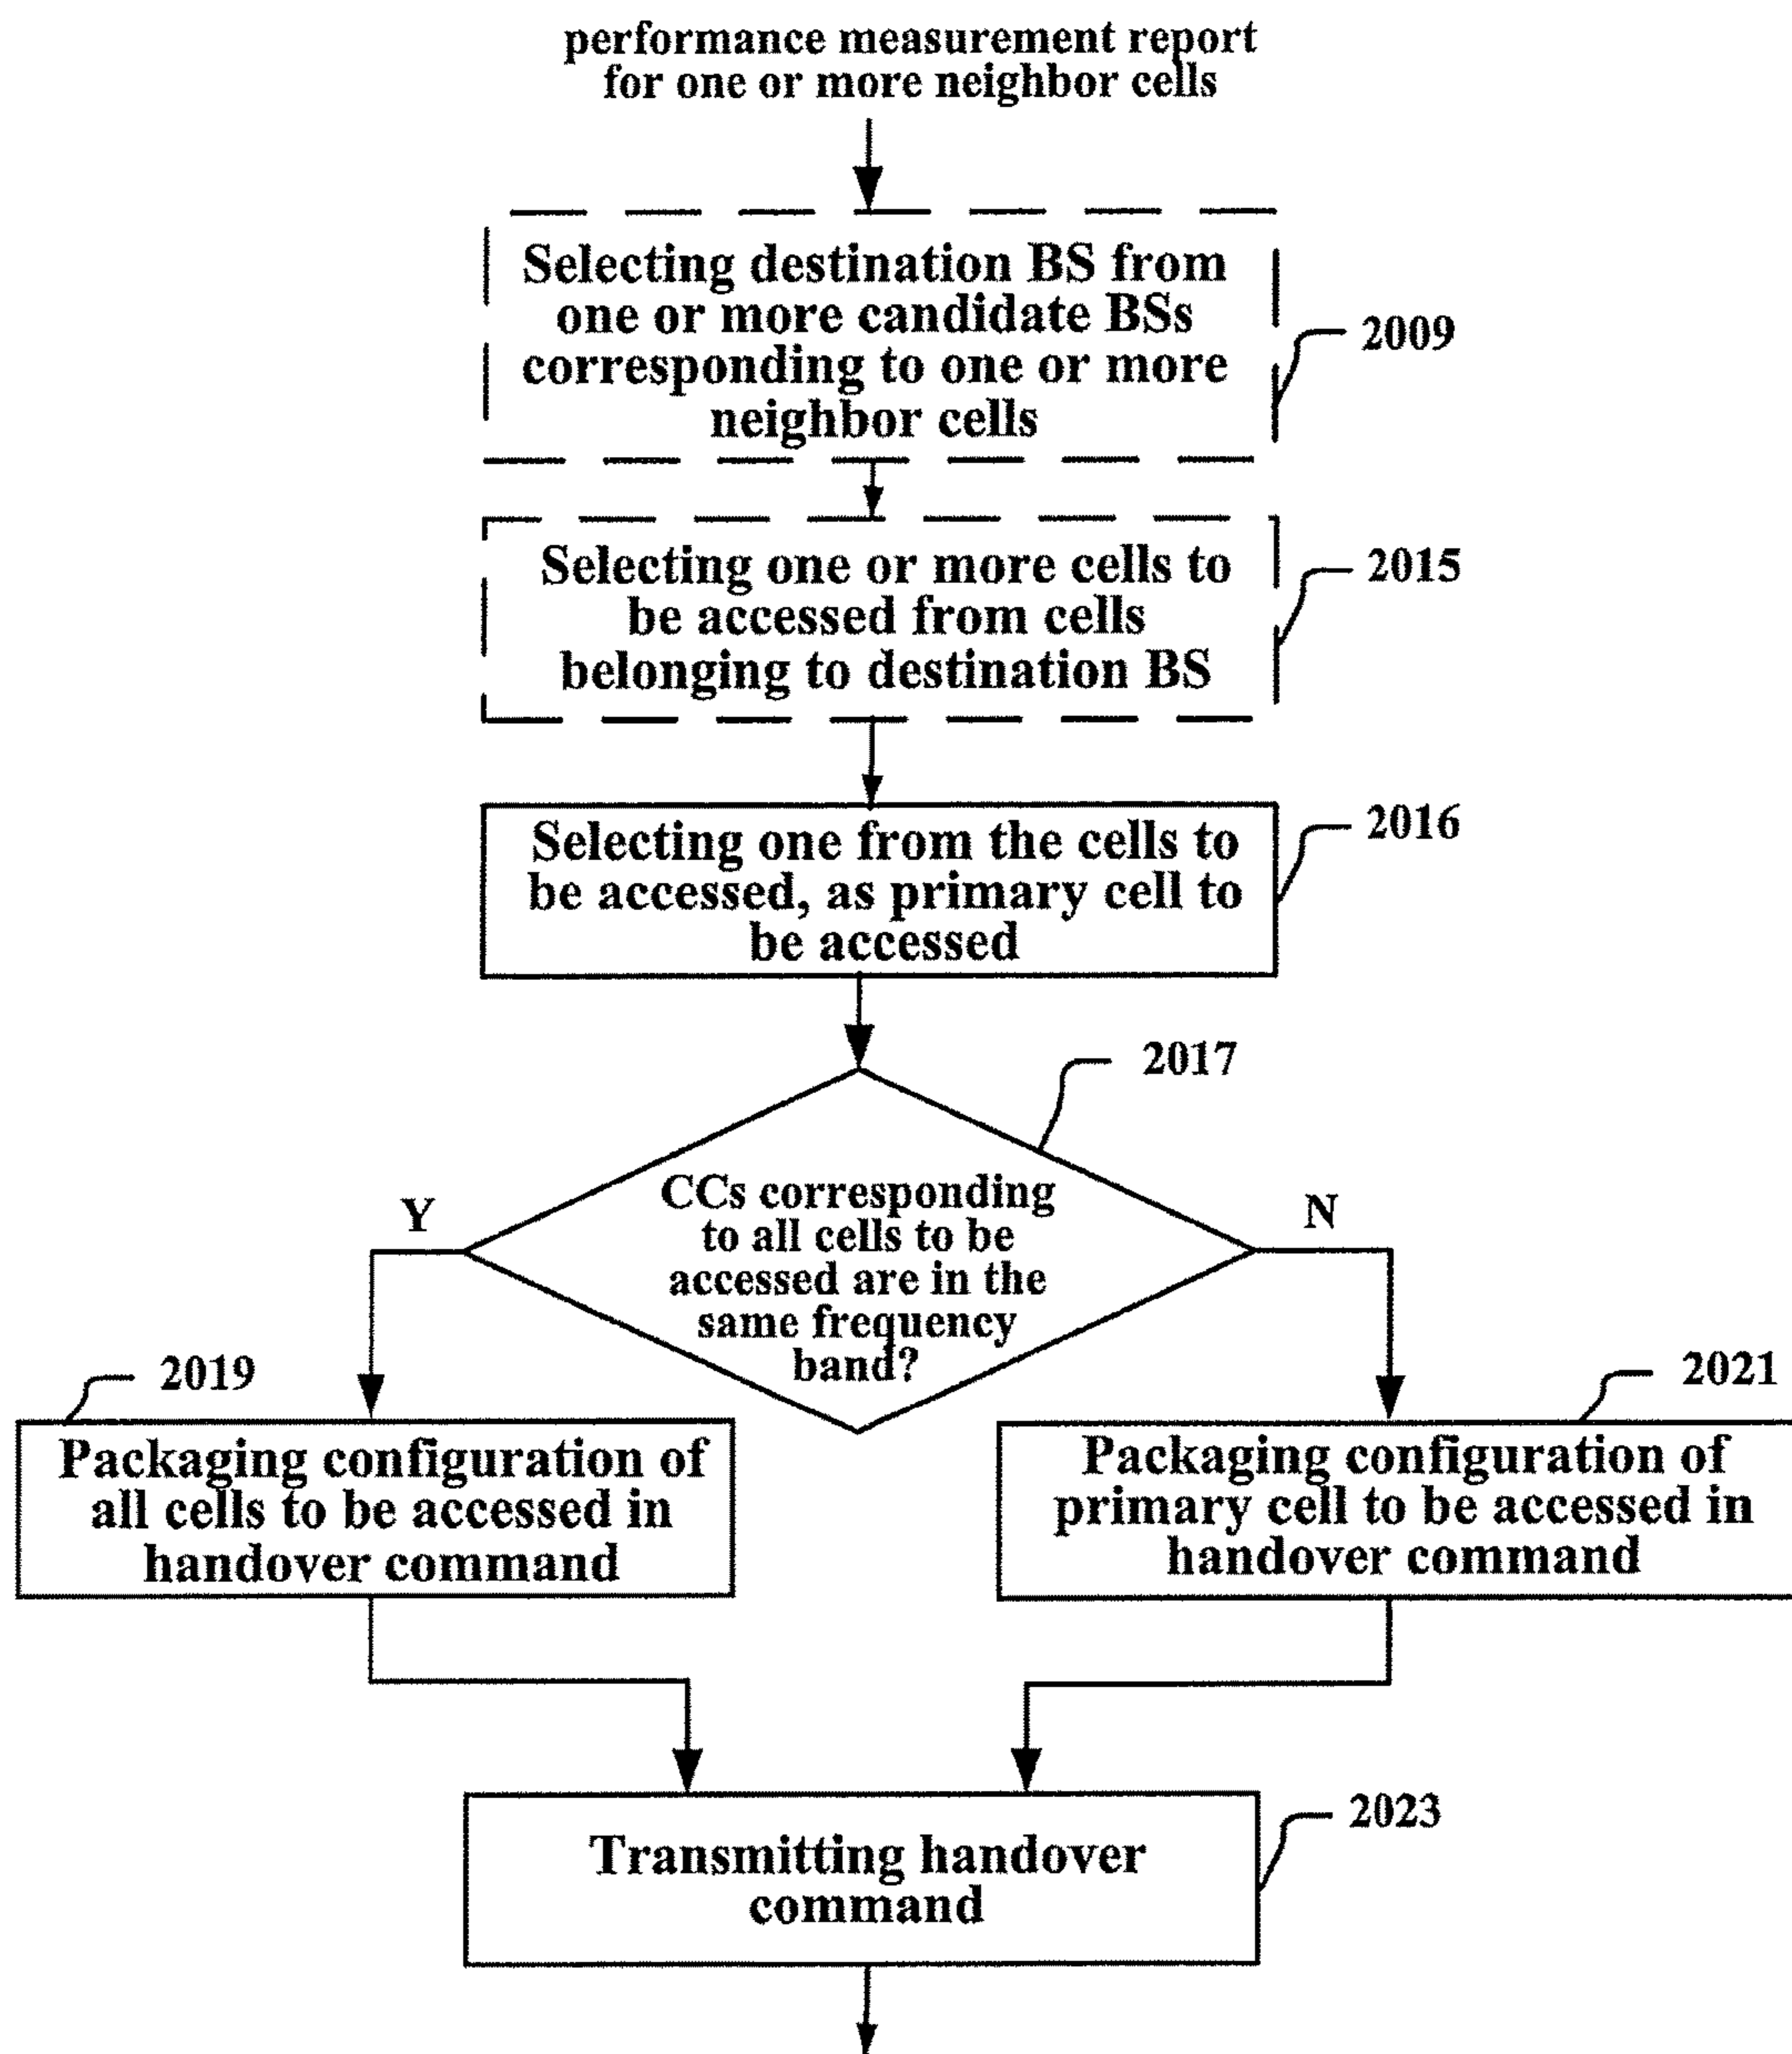 performance measurement report
for one or more neighbor cells
Selecting destination BS from
one or more candidate BSs
corresponding to one or more
neighbor cells
2009
Selecting one or more cells to
be accessed from cells
belonging to destination BS
2015
Selecting one from the cells to
be accessed, as primary cell to
be accessed
2016
2017
CCs corresponding
to all cells to be
accessed are in the
same frequency
band?
Y
N
2019
Packaging configuration of
all cells to be accessed in
handover command
2021
Packaging configuration of
primary cell to be accessed in
handover command
Transmitting handover
command
2023